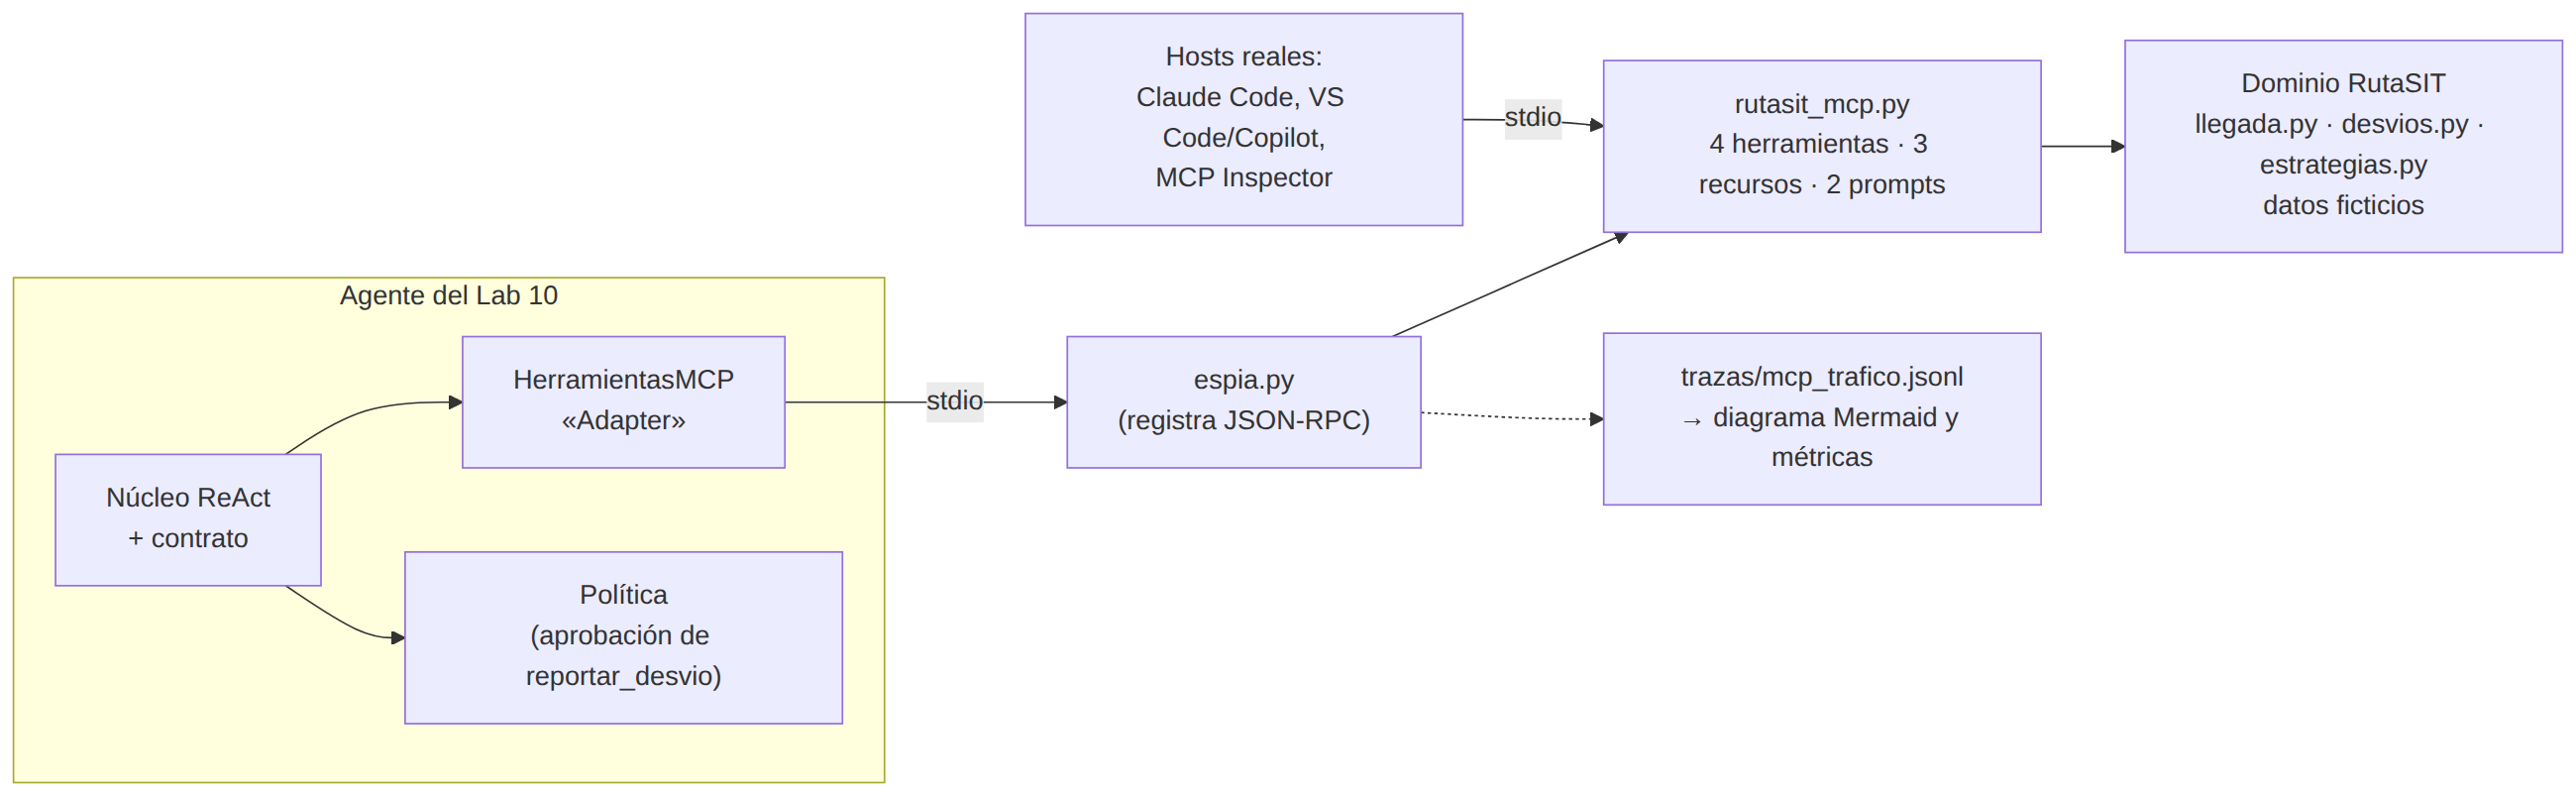 Hosts reales:
Claude Code, VS
Code/Copilot,
MCP Inspector
stdio
rutasit_mcp.py
4 herramientas · 3
recursos · 2 prompts
Dominio RutaSIT
llegada.py · desvios.py ·
estrategias.py
datos ficticios
Agente del Lab 10
Núcleo ReAct
+ contrato
HerramientasMCP
«Adapter»
Política
(aprobación de
reportar_desvio)
stdio
espia.py
(registra JSON-RPC)
trazas/mcp_trafico.jsonl
→ diagrama Mermaid y
métricas